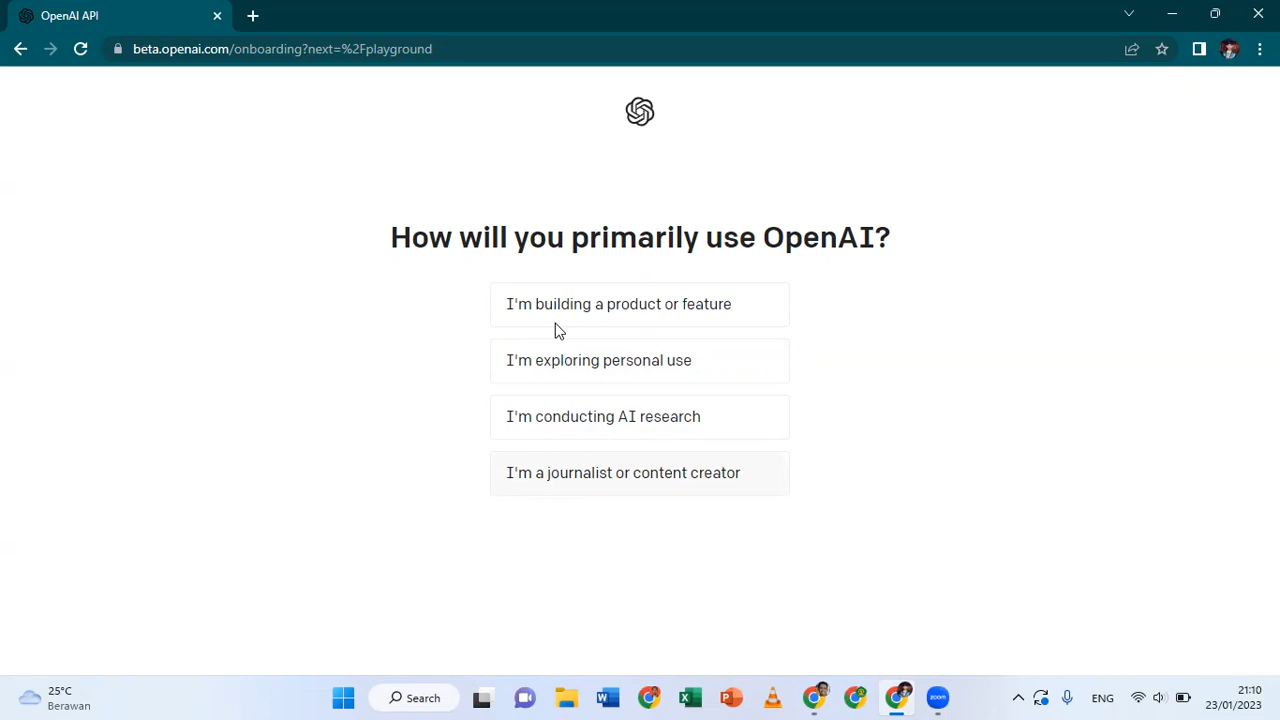 OpenAI API
beta.openai.com/onboarding?next=%2Fplayground
How will you primarily use OpenAI?
I'm building a product or feature
I'm exploring personal use
I'm conducting AI research
I'm a journalist or content creator
25°C
Berawan
Search
zoom
ENG
21:10
23/01/2023